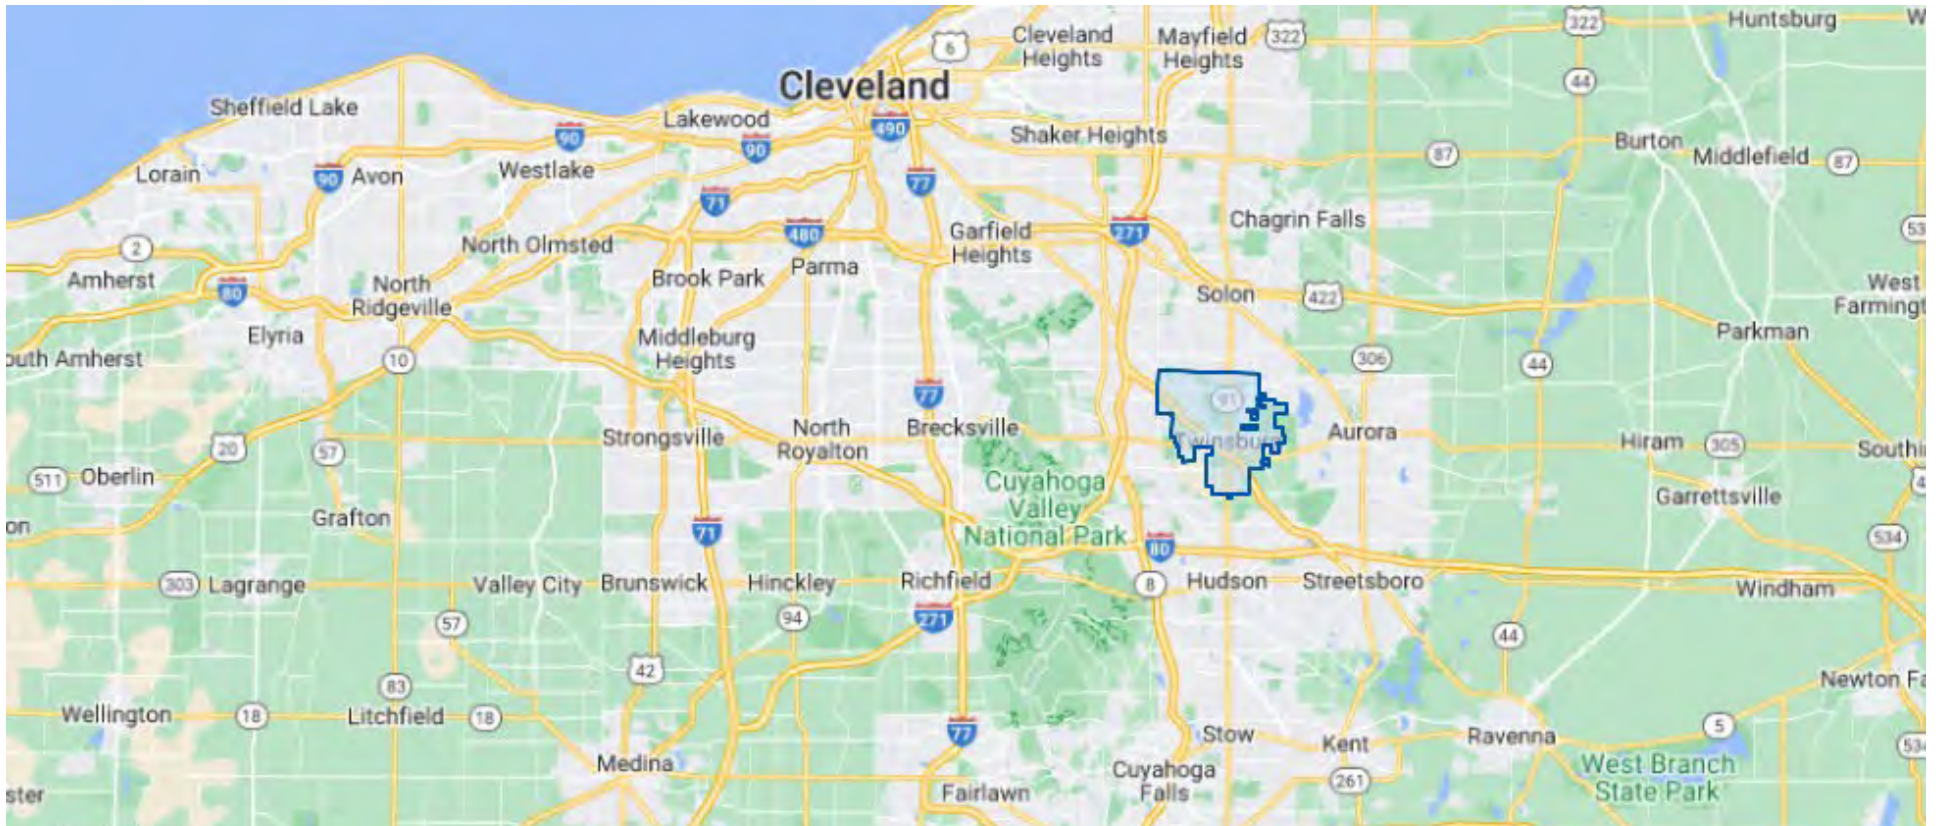 322
Huntsburg
W
6
Cleveland
Heights
Mayfield
Heights
322
44
Cleveland
Sheffield Lake
Lakewood
90
90
490
Shaker Heights
87
Burton
Middlefield
87
Lorain
90
Avon
Westlake
71
77
Chagrin Falls
53
2
North Olmsted
480
Garfield
Heights
271
Amherst
80
North
Ridgeville
Brook Park
Parma
Solon
422
West
Farmingt
Elyria
Middleburg
Heights
Parkman
outh Amherst
10
306
44
77
91
20
57
Strongsville
North
Royalton
Brecksville
Twinsburg
Aurora
Hiram
305
Southi
511
Oberlin
Cuyahoga
Valley
National Park
4
Garrettsville
on
Grafton
71
80
534
303
Lagrange
Valley City
Brunswick
Hinckley
Richfield
8
Hudson
Streetsboro
Windham
57
94
271
44
42
83
Newton Fa
Wellington
18
Litchfield
18
77
Stow
Kent
Ravenna
5
534
Medina
Cuyahoga
Falls
261
West Branch
State Park
ster
Fairlawn